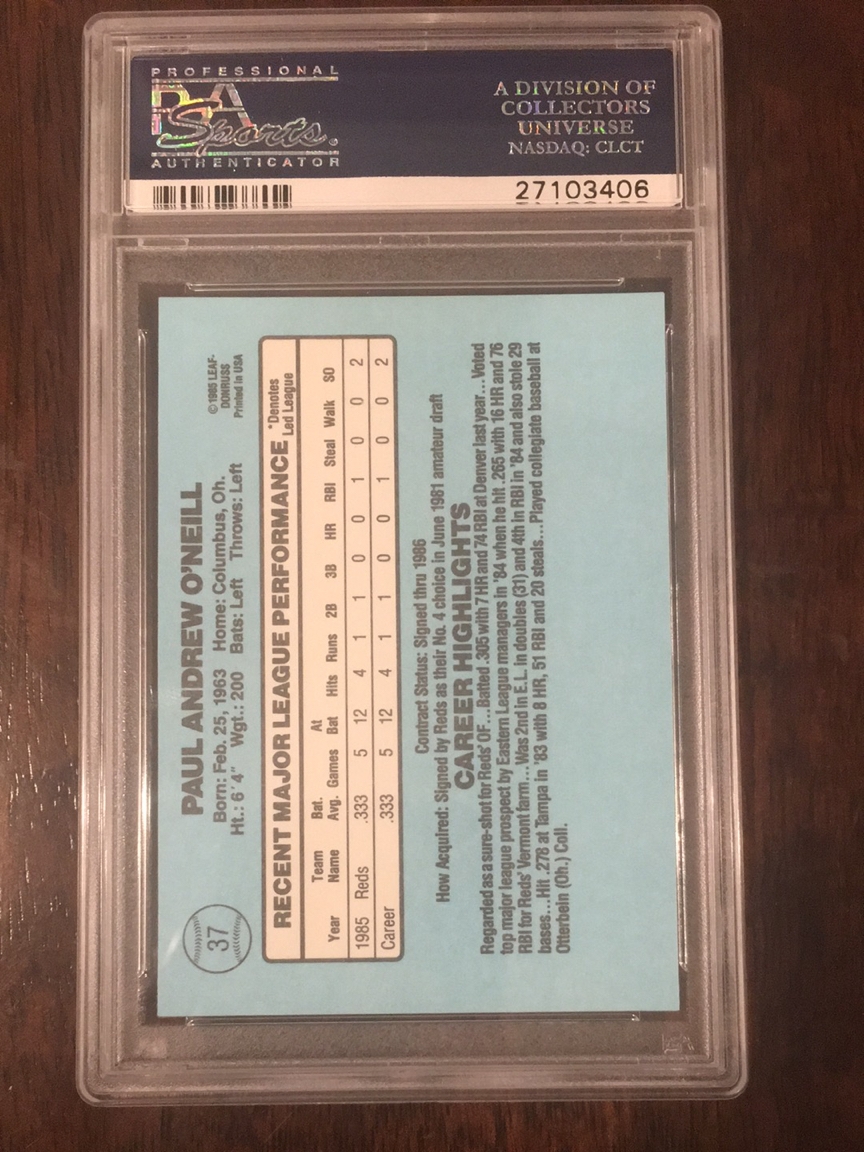 PROFESSIONAL
PSA
Sports.
AUTHENTICATOR
A DIVISION OF
COLLECTORS
UNIVERSE
NASDAQ: CLCT
27103406
37
PAUL ANDREW O'NEILL
Born: Feb. 25, 1963 Home: Columbus, Oh.
Ht.: 6'4" Wgt.: 200 Bats: Left Throws: Left
©1985 LEAF-
DONRUSS
Printed in USA
RECENT MAJOR LEAGUE PERFORMANCE
*Denotes
Led League
Year Team Name Bat. Avg. Games At Bat Hits Runs 2B 3B HR RBI Steal Walk SO
1985 Reds .333 5 12 4 1 1 0 0 1 0 0 2
Career .333 5 12 4 1 1 0 0 1 0 0 2
Contract Status: Signed thru 1986
How Acquired: Signed by Reds as their No. 4 choice in June 1981 amateur draft
CAREER HIGHLIGHTS
Regarded as a sure-shot for Reds' OF...Batted .305 with 7 HR and 74 RBI at Denver last year...Voted
top major league prospect by Eastern League managers in '84 when he hit .265 with 16 HR and 76
RBI for Reds' Vermont farm...Was 2nd in E.L. in doubles (31) and 4th in RBI in '84 and also stole 29
bases...Hit .278 at Tampa in '83 with 8 HR, 51 RBI and 20 steals...Played collegiate baseball at
Otterbein (Oh.) Coll.